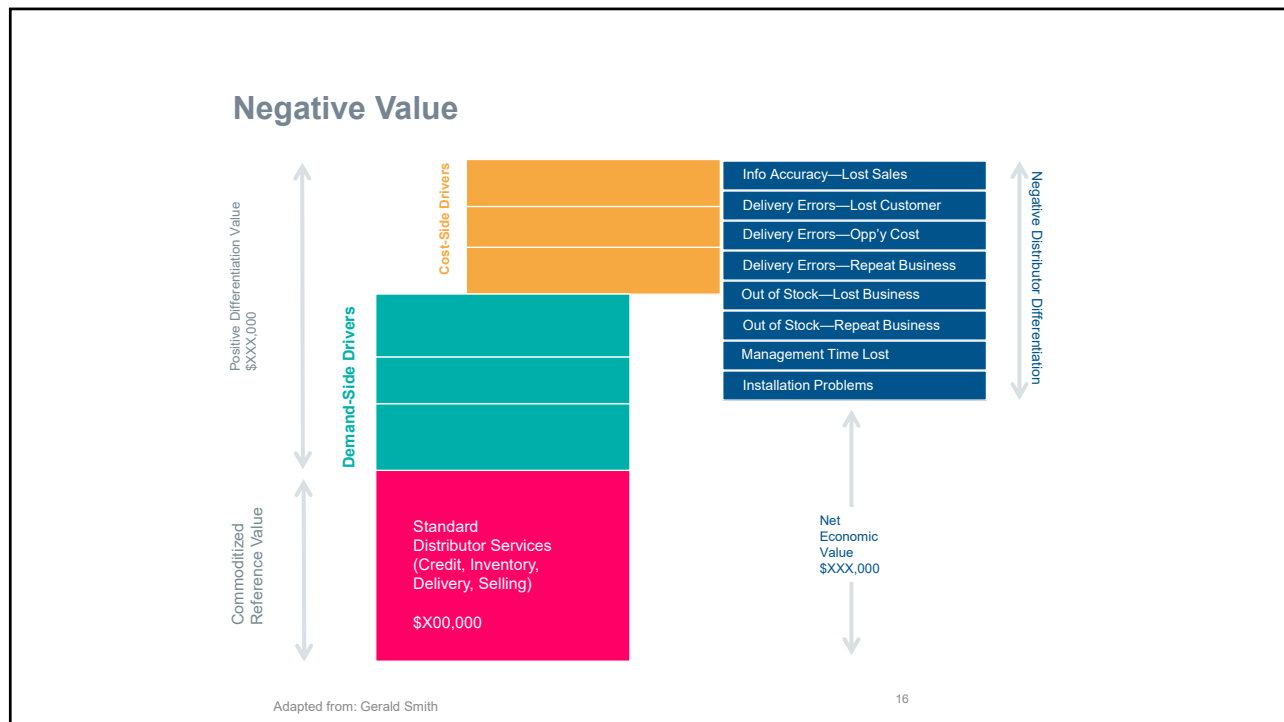 Negative Value
Positive Differentiation Value
$XXX,000
Cost-Side Drivers
Demand-Side Drivers
Info Accuracy—Lost Sales
Delivery Errors—Lost Customer
Delivery Errors—Opp'y Cost
Delivery Errors—Repeat Business
Out of Stock—Lost Business
Out of Stock—Repeat Business
Management Time Lost
Installation Problems
Negative Distributor Differentiation
Commoditized
Reference Value
Standard
Distributor Services
(Credit, Inventory,
Delivery, Selling)
$X00,000
Net
Economic
Value
$XXX,000
Adapted from: Gerald Smith
16